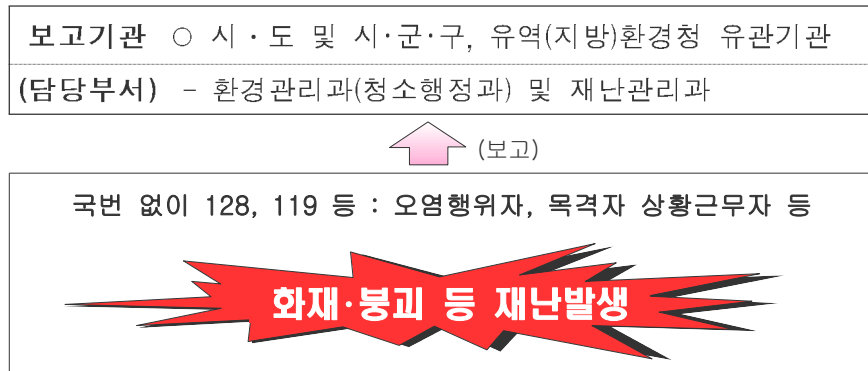 보고기관 ○ 시·도 및 시·군·구, 유역(지방)환경청 유관기관
(담당부서) - 환경관리과(청소행정과) 및 재난관리과
(보고)
국번 없이 128, 119 등 : 오염행위자, 목격자 상황근무자 등
화재·붕괴 등 재난발생